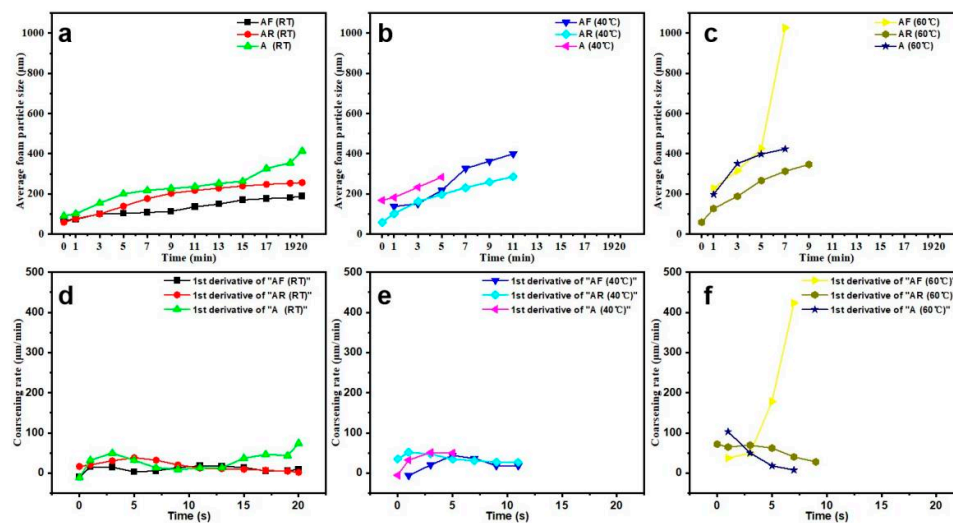 a
AF (RT)
AR (RT)
A (RT)
1000
800
600
400
200
0
Average foam particle size (μm)
0 1 3 5 7 9 11 13 15 17 1920
Time (min)
b
AF (40℃)
AR (40℃)
A (40℃)
1000
800
600
400
200
0
Average foam particle size (μm)
0 1 3 5 7 9 11 13 15 17 1920
Time (min)
c
AF (60℃)
AR (60℃)
A (60℃)
1000
800
600
400
200
0
Average foam particle size (μm)
0 1 3 5 7 9 11 13 15 17 1920
Time (min)
d
1st derivative of "AF (RT)"
1st derivative of "AR (RT)"
1st derivative of "A (RT)"
500
400
300
200
100
50
0
Coarsening rate (μm/min)
0 5 10 15 20
Time (s)
e
1st derivative of "AF (40℃)"
1st derivative of "AR (40℃)"
1st derivative of "A (40℃)"
500
400
300
200
100
50
0
Coarsening rate (μm/min)
0 5 10 15 20
Time (s)
f
1st derivative of "AF (60℃)"
1st derivative of "AR (60℃)"
1st derivative of "A (60℃)"
500
400
300
200
100
50
0
Coarsening rate (μm/min)
0 5 10 15 20
Time (s)